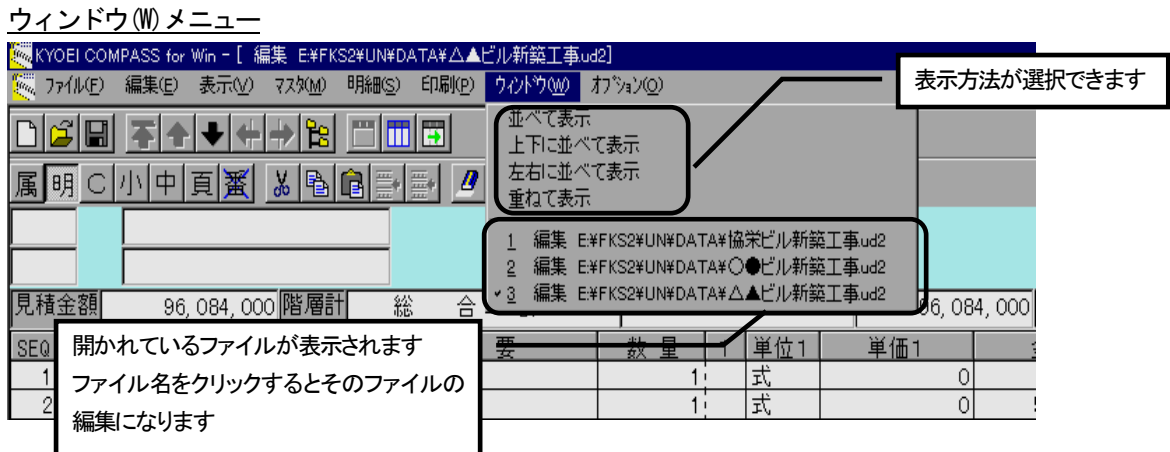 ウィンドウ(W)メニュー
KYOEI COMPASS for Win - [ 編集 E:¥FKS2¥UN¥DATA¥△▲ビル新築工事.ud2]
ファイル(F) 編集(E) 表示(V) マスタ(M) 明細(S) 印刷(P) ウィンドウ(W) オプション(O)
表示方法が選択できます
並べて表示
上下に並べて表示
左右に並べて表示
重ねて表示
属 明 C 小 中 頁 番
1 編集 E:¥FKS2¥UN¥DATA¥協栄ビル新築工事.ud2
2 編集 E:¥FKS2¥UN¥DATA¥○●ビル新築工事.ud2
3 編集 E:¥FKS2¥UN¥DATA¥△▲ビル新築工事.ud2
見積金額 96,084,000 階層計 総 合 96,084,000
SEQ 要 数 量 1 単位1 単価1
1 1 式 0
2 1 式 0
開かれているファイルが表示されます
ファイル名をクリックするとそのファイルの
編集になります